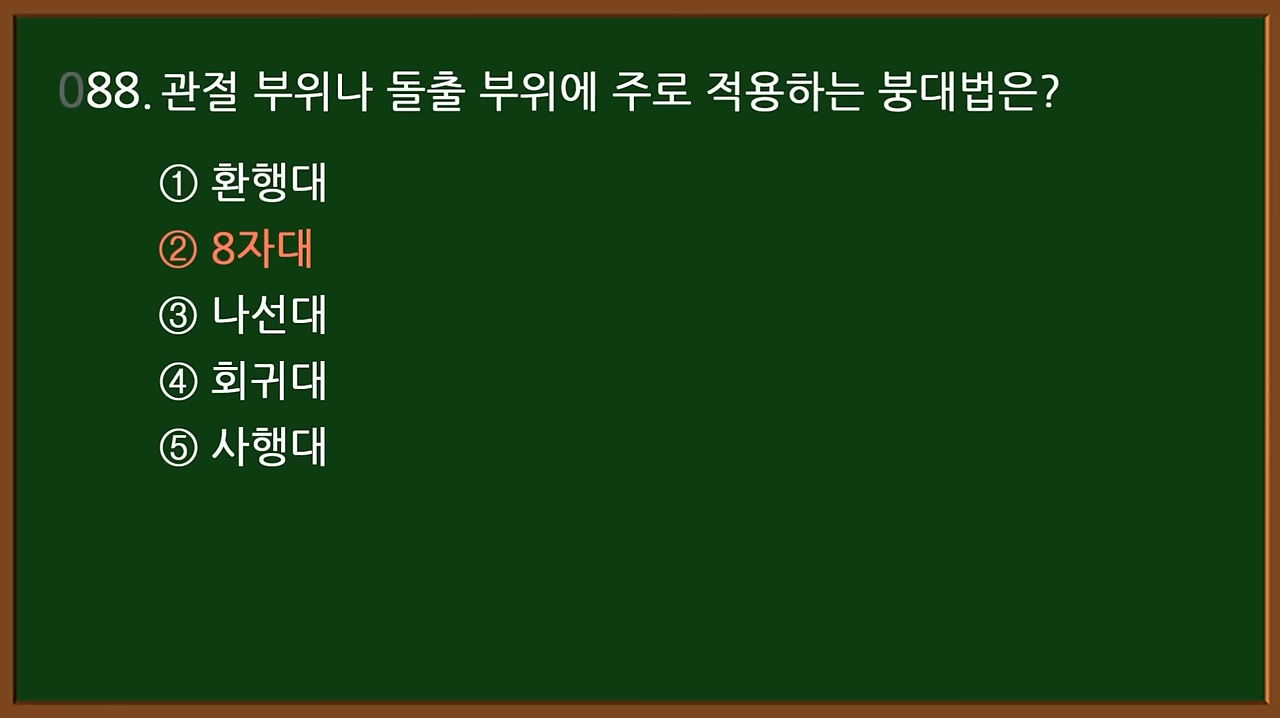 088. 관절 부위나 돌출 부위에 주로 적용하는 붕대법은?
① 환행대
② 8자대
③ 나선대
④ 회귀대
⑤ 사행대